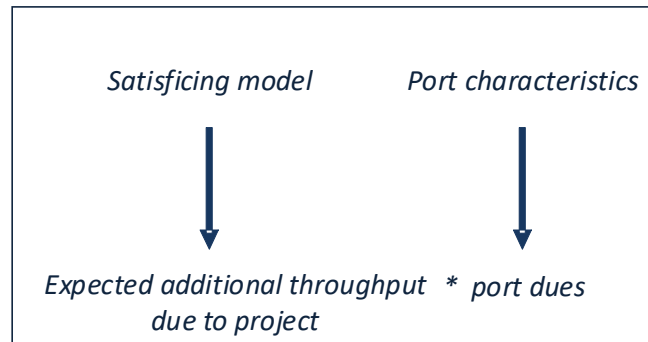 Satisficing model Port characteristics
Expected additional throughput * port dues
due to project